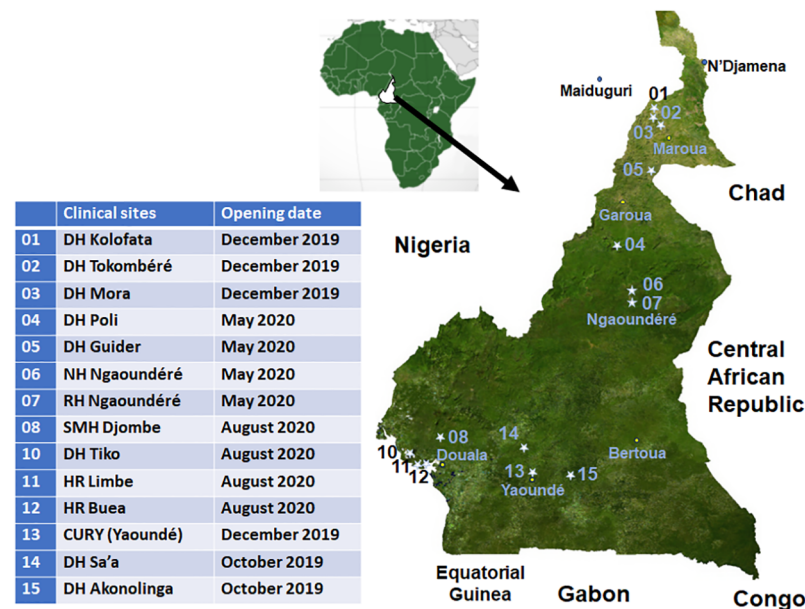 Clinical sites Opening date
01 DH Kolofata December 2019
02 DH Tokombéré December 2019
03 DH Mora December 2019
04 DH Poli May 2020
05 DH Guider May 2020
06 NH Ngaoundéré May 2020
07 RH Ngaoundéré May 2020
08 SMH Djombe August 2020
10 DH Tiko August 2020
11 HR Limbe August 2020
12 HR Buea August 2020
13 CURY (Yaoundé) December 2019
14 DH Sa'a October 2019
15 DH Akonolinga October 2019
N'Djamena
Maiduguri
01
02
03
Maroua
05
Chad
Garoua
Nigeria
04
06
07
Ngaoundéré
Central
African
Republic
08
14
10
Douala
Bertoua
11
12
13
15
Yaoundé
Equatorial
Guinea
Gabon
Congo